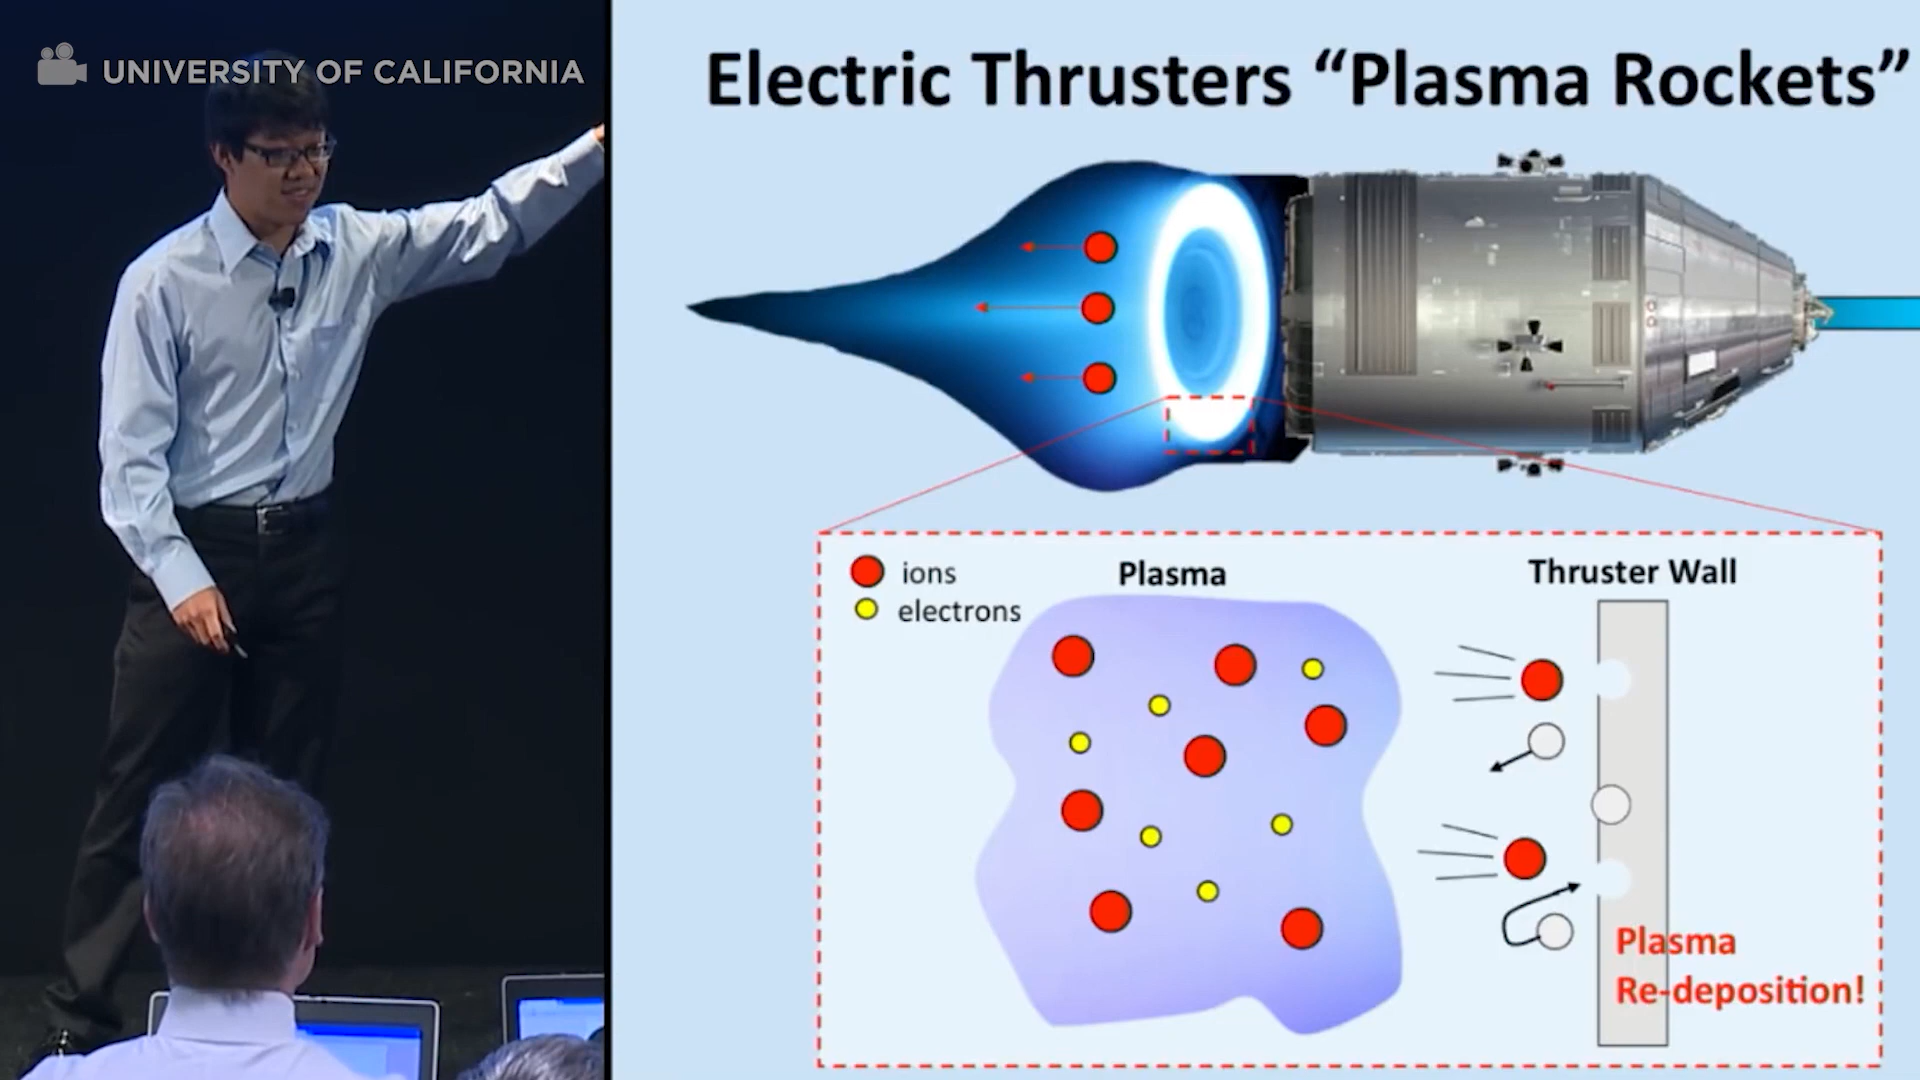 UNIVERSITY OF CALIFORNIA
Electric Thrusters “Plasma Rockets”
ions
electrons
Plasma
Thruster Wall
Plasma
Re-deposition!